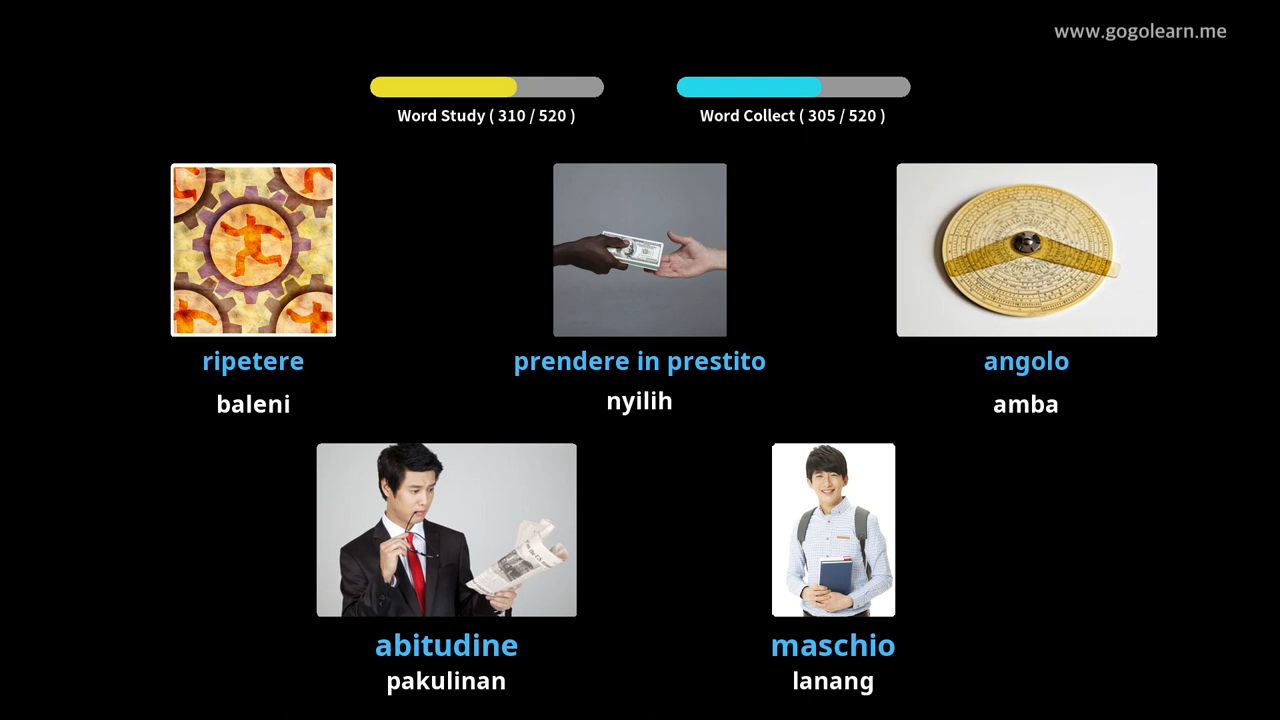 www.gogolearn.me
Word Study ( 310 / 520 )
Word Collect ( 305 / 520 )
ripetere
baleni
prendere in prestito
nyilih
angolo
amba
abitudine
pakulinan
maschio
lanang